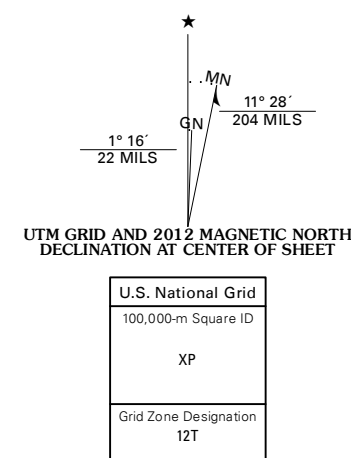 ★
MN
11° 28´
204 MILS
GN
1° 16´
22 MILS
UTM GRID AND 2012 MAGNETIC NORTH
DECLINATION AT CENTER OF SHEET
U.S. National Grid
100,000-m Square ID
XP
Grid Zone Designation
12T